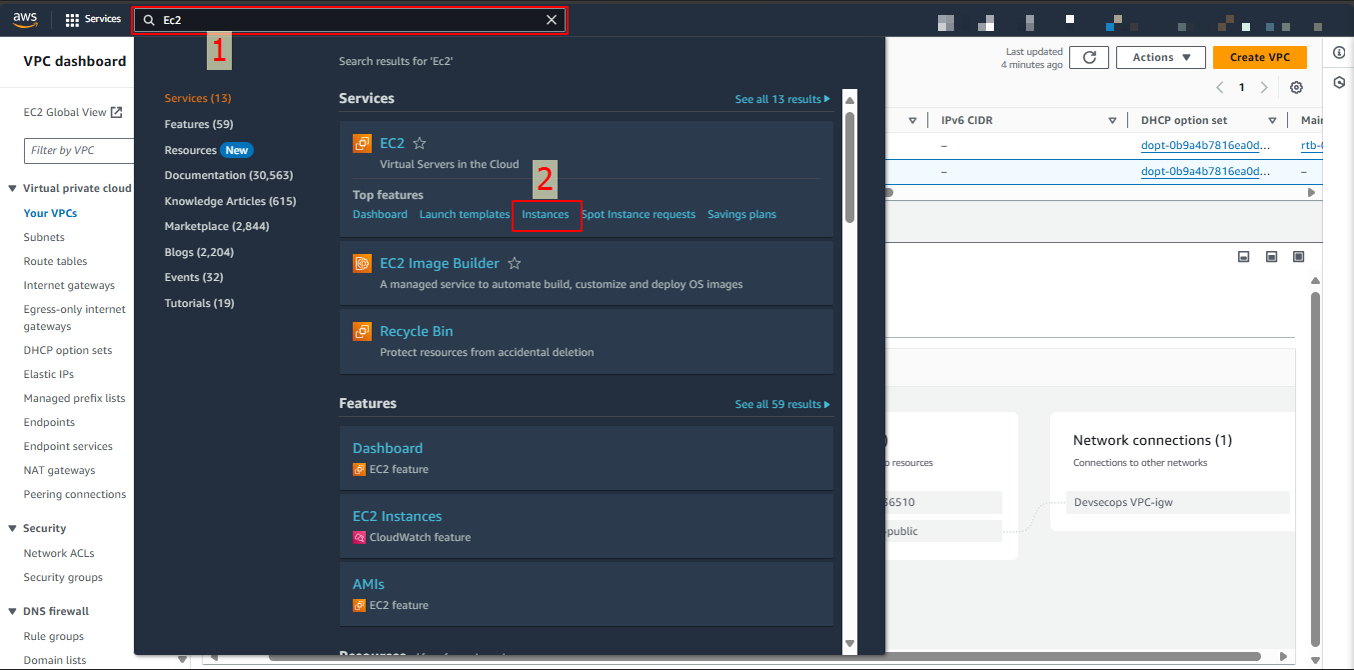 aws
Services
Ec2
1
VPC dashboard
EC2 Global View
Filter by VPC
Virtual private cloud
Your VPCs
Subnets
Route tables
Internet gateways
Egress-only internet
gateways
DHCP option sets
Elastic IPs
Managed prefix lists
Endpoints
Endpoint services
NAT gateways
Peering connections
Security
Network ACLs
Security groups
DNS firewall
Rule groups
Domain lists
Search results for 'Ec2'
Services (13)
Features (59)
Resources New
Documentation (30,563)
Knowledge Articles (615)
Marketplace (2,844)
Blogs (2,204)
Events (32)
Tutorials (19)
Services
See all 13 results
EC2
Virtual Servers in the Cloud
2
Top features
Dashboard Launch templates Instances Spot Instance requests Savings plans
EC2 Image Builder
A managed service to automate build, customize and deploy OS images
Recycle Bin
Protect resources from accidental deletion
Features
See all 59 results
Dashboard
EC2 feature
EC2 Instances
CloudWatch feature
AMIs
EC2 feature
Last updated
4 minutes ago
Actions
Create VPC
1
IPv6 CIDR DHCP option set Main
– dopt-0b9a4b7816ea0d... rtb-
– dopt-0b9a4b7816ea0d... –
resources
36510
-public
Network connections (1)
Connections to other networks
Devsecops VPC-igw